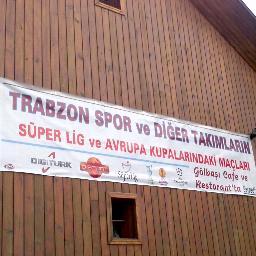 TRABZON SPOR ve DİĞER TAKIMLARIN
SÜPER LİG ve AVRUPA KUPALARINDAKİ MAÇLARI
DIGITURK
Gölbaşı Cafe ve
Restorant'ta